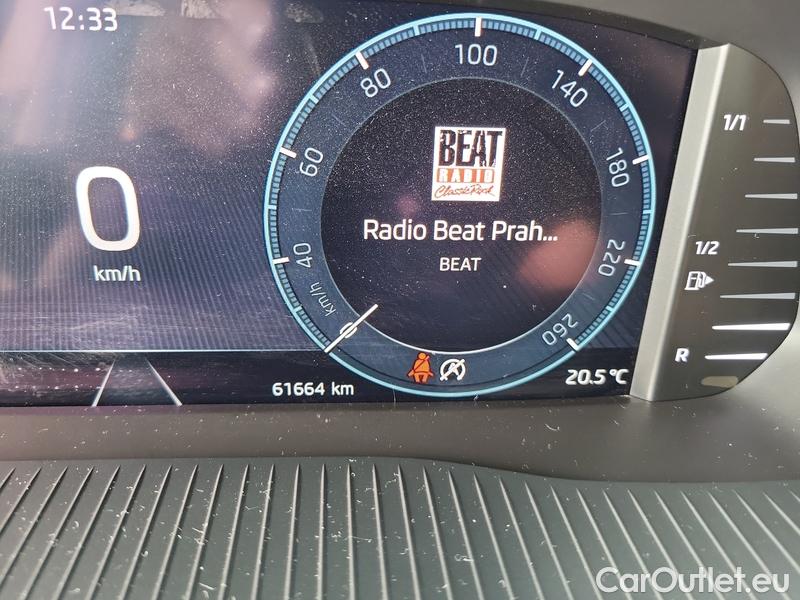 12:33
0
km/h
40
60
80
100
140
180
220
260
km/h
0
BEAT
RADIO
Classic Rock
Radio Beat Prah...
BEAT
61664 km
20.5 °C
1/1
1/2
R
CarOutlet.eu